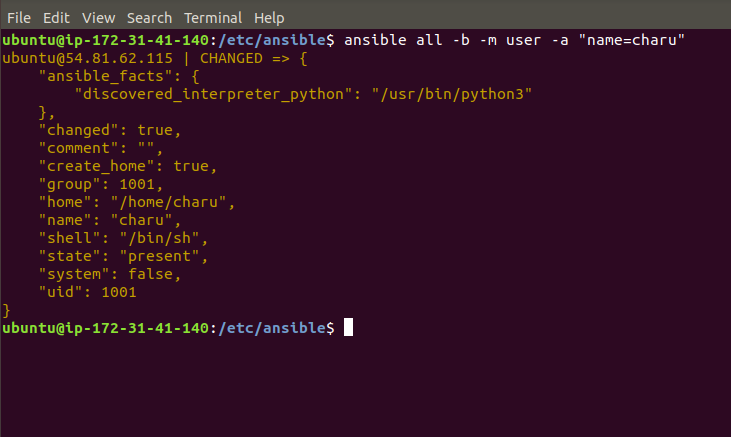 File Edit View Search Terminal Help
ubuntu@ip-172-31-41-140:/etc/ansible$ ansible all -b -m user -a "name=charu"
ubuntu@54.81.62.115 | CHANGED => {
    "ansible_facts": {
        "discovered_interpreter_python": "/usr/bin/python3"
    },
    "changed": true,
    "comment": "",
    "create_home": true,
    "group": 1001,
    "home": "/home/charu",
    "name": "charu",
    "shell": "/bin/sh",
    "state": "present",
    "system": false,
    "uid": 1001
}
ubuntu@ip-172-31-41-140:/etc/ansible$